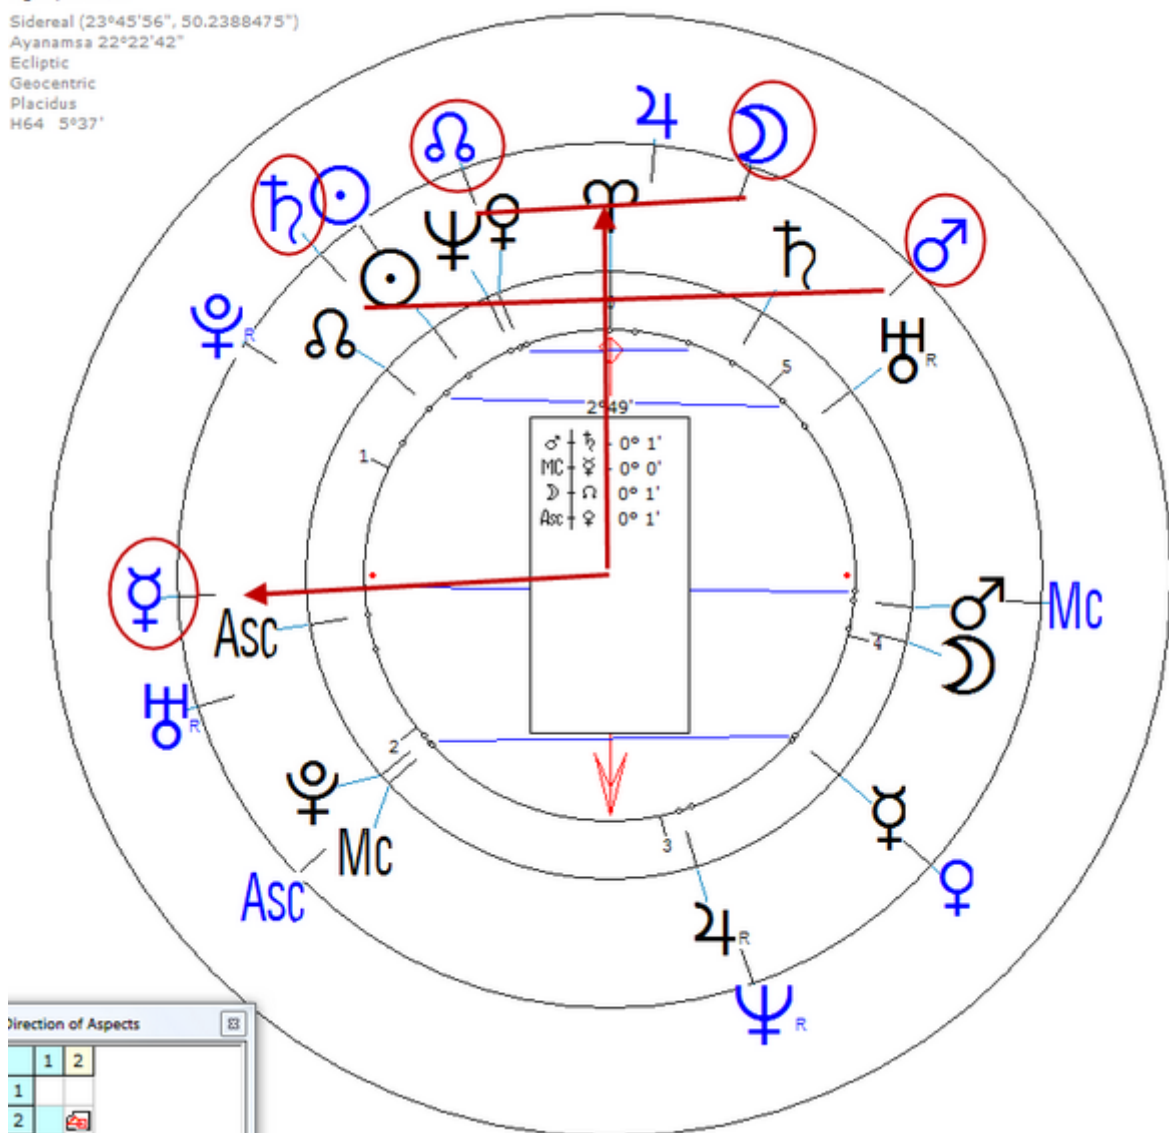 Sidereal (23°45'56", 50.2388475")
Ayanamsa 22°22'42"
Ecliptic
Geocentric
Placidus
H64 5°37'
♃
☽
☊
♄ ☉
♂
♆ ♀ ♈
♄
☉
♇ R
☊
♅ R
5
2°49'
♂ ♄ 0° 1'
MC ☿ 0° 0'
☽ ☊ 0° 1'
Asc ♀ 0° 1'
1
☿
Asc
♂
Mc
4
☽
♅ R
2
♇
Mc
☿
3
Asc
♀
♃ R
♆ R
Direction of Aspects
1 2
1
2